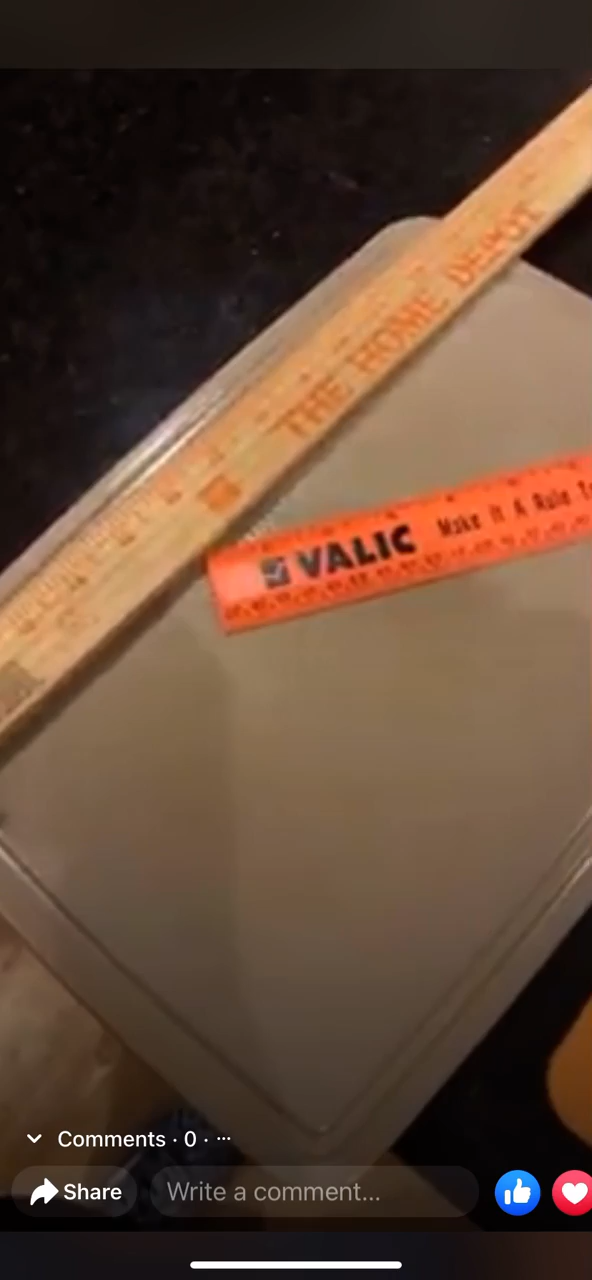 THE HOME DEPOT
VALIC Make It A Rule
Comments · 0 · ···
Share
Write a comment...